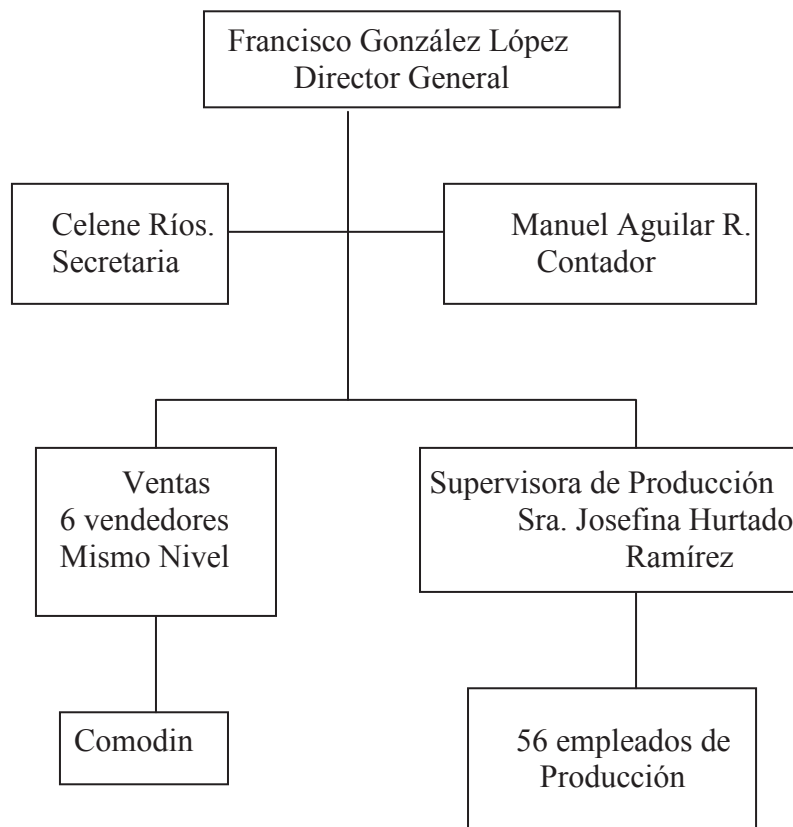 Francisco González López
Director General
Celene Ríos.
Secretaria
Manuel Aguilar R.
Contador
Ventas
6 vendedores
Mismo Nivel
Supervisora de Producción
Sra. Josefina Hurtado
Ramírez
Comodin
56 empleados de
Producción